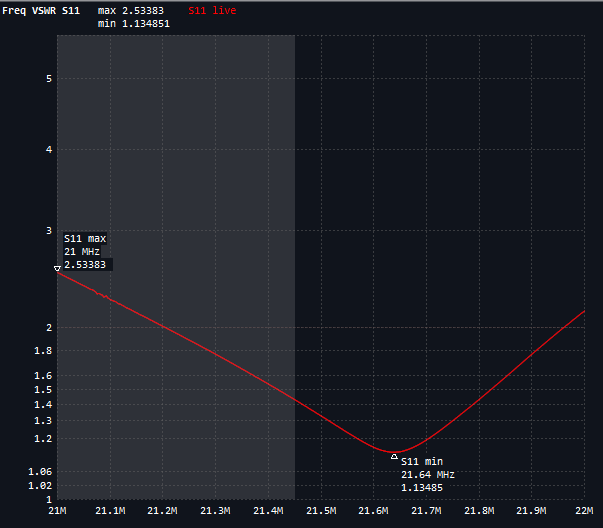 Freq VSWR S11 max 2.53383 S11 live
min 1.134851
5
4
3
S11 max
21 MHz
2.53383
2
1.8
1.6
1.5
1.4
1.3
1.2
S11 min
21.64 MHz
1.13485
1.06
1.02
1
21M 21.1M 21.2M 21.3M 21.4M 21.5M 21.6M 21.7M 21.8M 21.9M 22M